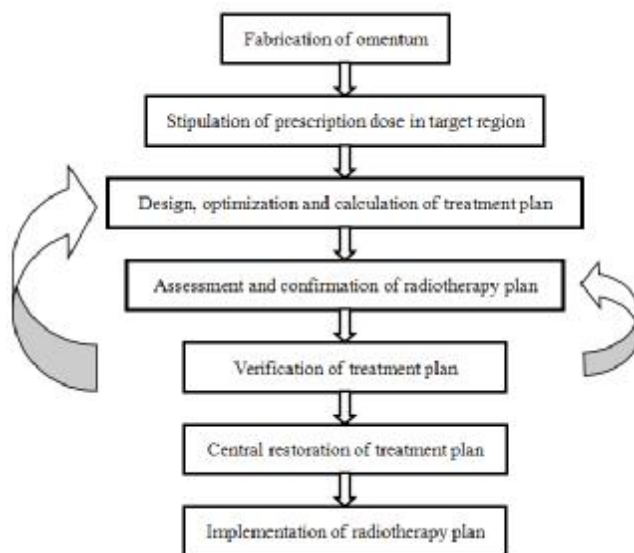 Fabrication of omentum
Stipulation of prescription dose in target region
Design, optimization and calculation of treatment plan
Assessment and confirmation of radiotherapy plan
Verification of treatment plan
Central restoration of treatment plan
Implementation of radiotherapy plan